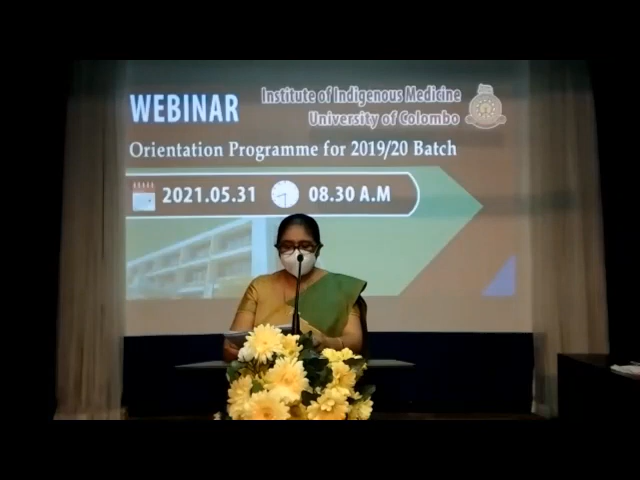 WEBINAR
Institute of Indigenous Medicine
University of Colombo
Orientation Programme for 2019/20 Batch
2021.05.31
08.30 A.M